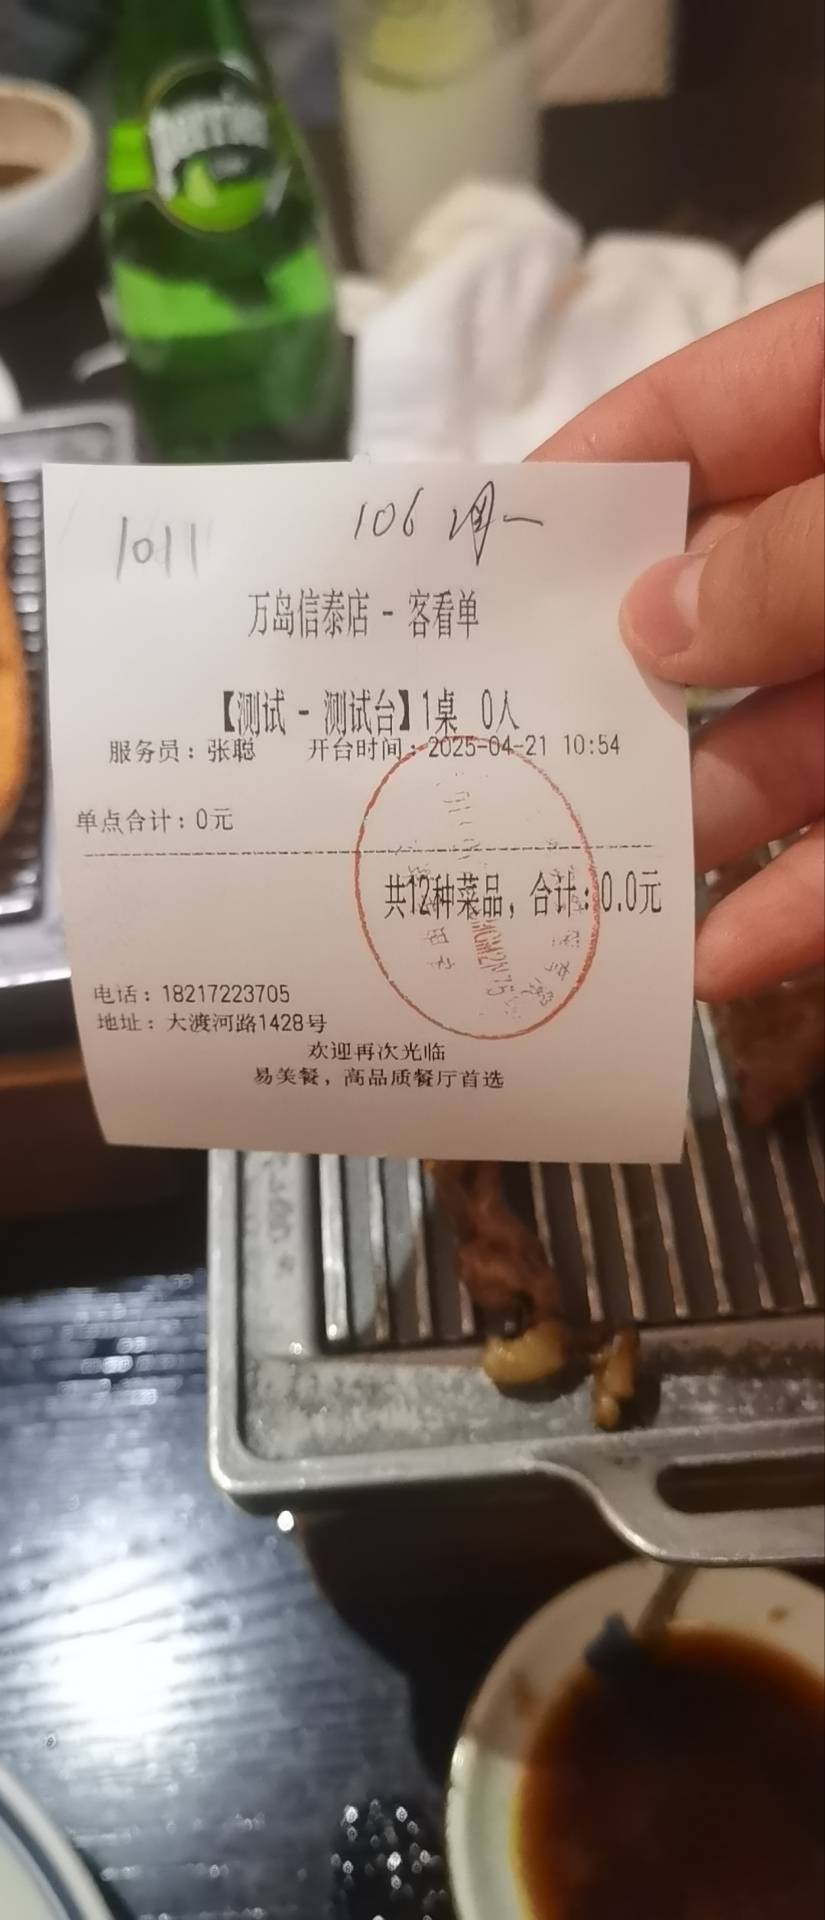 perrier
1011
106 周一
万岛信泰店 - 客看单
【测试 - 测试台】1桌 0人
服务员：张聪 开台时间：2025-04-21 10:54
单点合计：0元
共12种菜品，合计：0.0元
电话：18217223705
地址：大渡河路1428号
欢迎再次光临
易美餐，高品质餐厅首选